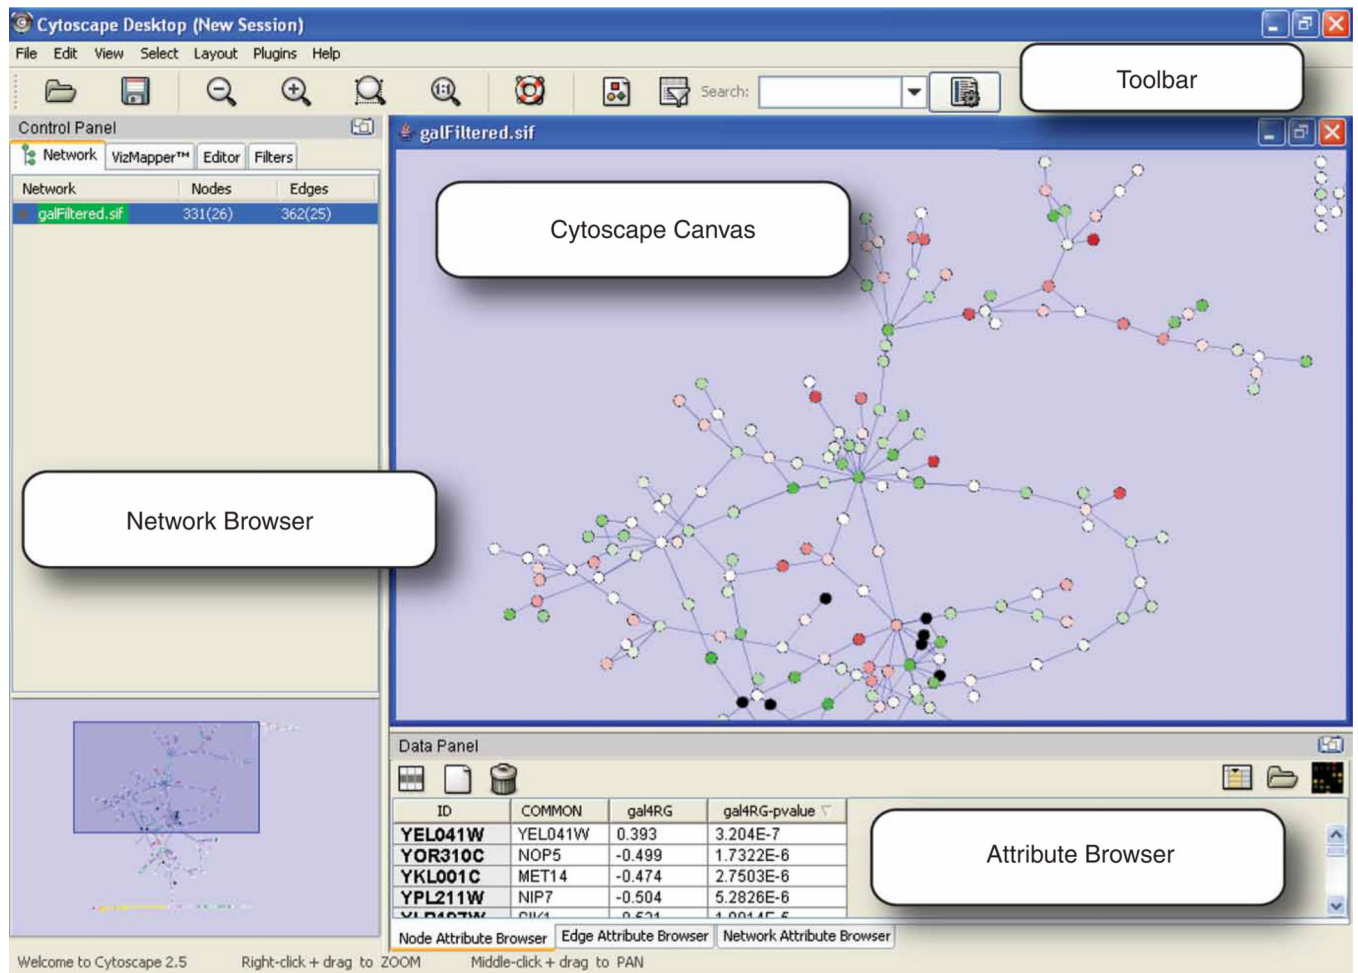 Cytoscape Desktop (New Session)
File Edit View Select Layout Plugins Help
Search:
Toolbar
Control Panel
galFiltered.sif
Network VizMapper™ Editor Filters
Network Nodes Edges
galFiltered.sif 331(26) 362(25)
Cytoscape Canvas
Network Browser
Data Panel
ID COMMON gal4RG gal4RG-pvalue
YEL041W YEL041W 0.393 3.204E-7
YOR310C NOP5 -0.499 1.7322E-6
YKL001C MET14 -0.474 2.7503E-6
YPL211W NIP7 -0.504 5.2826E-6
Attribute Browser
Node Attribute Browser Edge Attribute Browser Network Attribute Browser
Welcome to Cytoscape 2.5 Right-click + drag to ZOOM Middle-click + drag to PAN